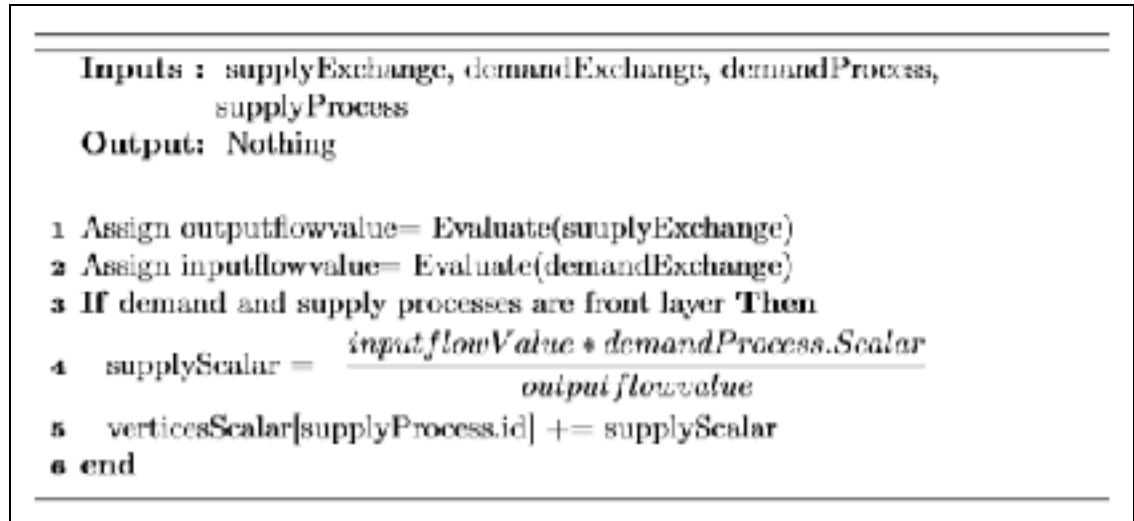 Inputs : supplyExchange, demandExchange, demandProcess,
supplyProcess
Output: Nothing
1 Assign outputflowvalue= Evaluate(suuplyExchange)
2 Assign inputflowvalue= Evaluate(demandExchange)
3 If demand and supply processes are front layer Then
4 supplyScalar = inputflowValue * demandProcess.Scalar
outputflowvalue
5 verticesScalar[supplyProcess.id] += supplyScalar
6 end